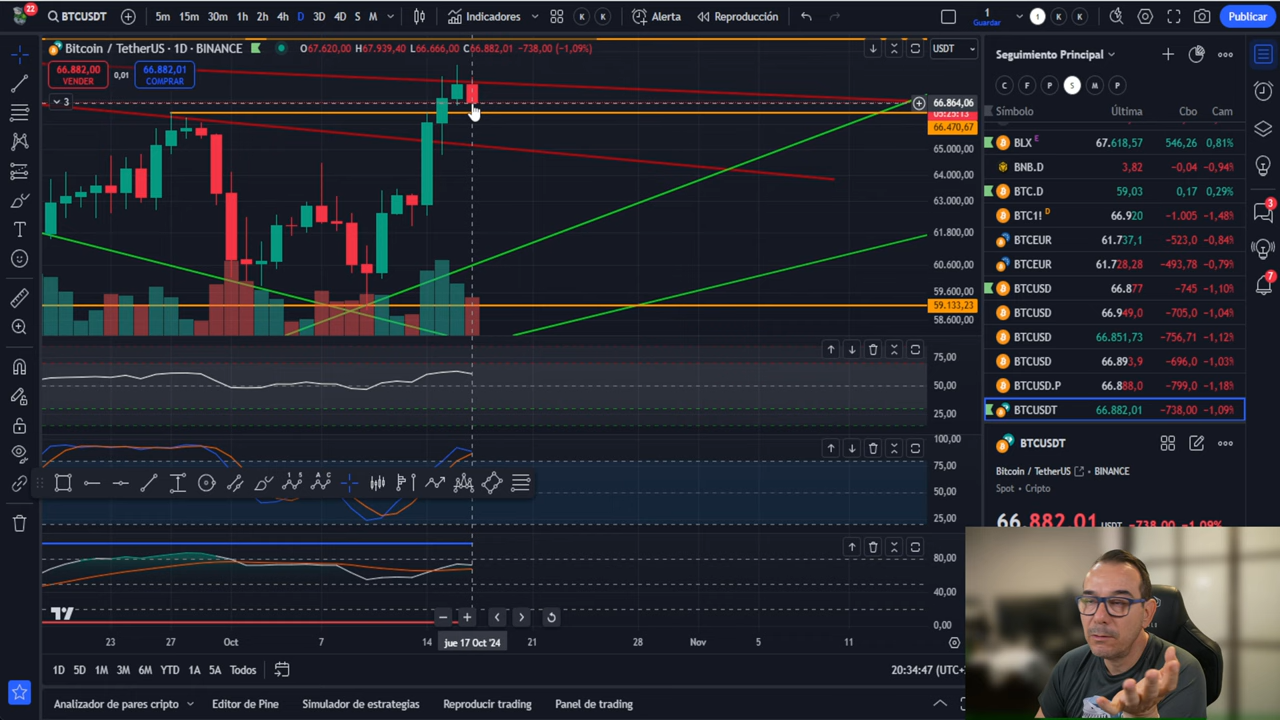 22
BTCUSDT
5m 15m 30m 1h 2h 4h D 3D 4D S M
Indicadores
K K
Alerta
Reproducción
1
Guardar
1 K K
Publicar
Bitcoin / TetherUS · 1D · BINANCE
O67.620,00 H67.939,40 L66.666,00 C66.882,01 −738,00 (−1,09%)
USDT
66.882,00
VENDER
0,01
66.882,01
COMPRAR
3
66.864,06
05:25:13
66.470,67
65.000,00
64.000,00
63.000,00
61.800,00
60.600,00
59.600,00
59.133,23
58.600,00
75,00
50,00
25,00
100,00
75,00
50,00
25,00
80,00
40,00
0,00
23 27 Oct 7 14 jue 17 Oct '24 21 28 Nov 5 11
1D 5D 1M 3M 6M YTD 1A 5A Todos
20:34:47 (UTC+
Analizador de pares cripto
Editor de Pine
Simulador de estrategias
Reproducir trading
Panel de trading
Seguimiento Principal
C F P S M P
Símbolo Última Cambio Cam
BLX E 67.618,57 546,26 0,81%
BNB.D 3,82 −0,04 −0,94%
BTC.D 59,03 0,17 0,29%
BTC1! D 66.920 −1.005 −1,48%
BTCEUR 61.737,1 −523,0 −0,84%
BTCEUR 61.728,28 −493,78 −0,79%
BTCUSD 66.877 −745 −1,10%
BTCUSD 66.949,0 −705,0 −1,04%
BTCUSD 66.851,73 −756,71 −1,12%
BTCUSD 66.893,9 −696,0 −1,03%
BTCUSD.P 66.888,0 −799,0 −1,18%
BTCUSDT 66.882,01 −738,00 −1,09%
BTCUSDT
Bitcoin / TetherUS BINANCE
Spot • Cripto
66.882,01 USDT −738,00 −1,09%
3
7